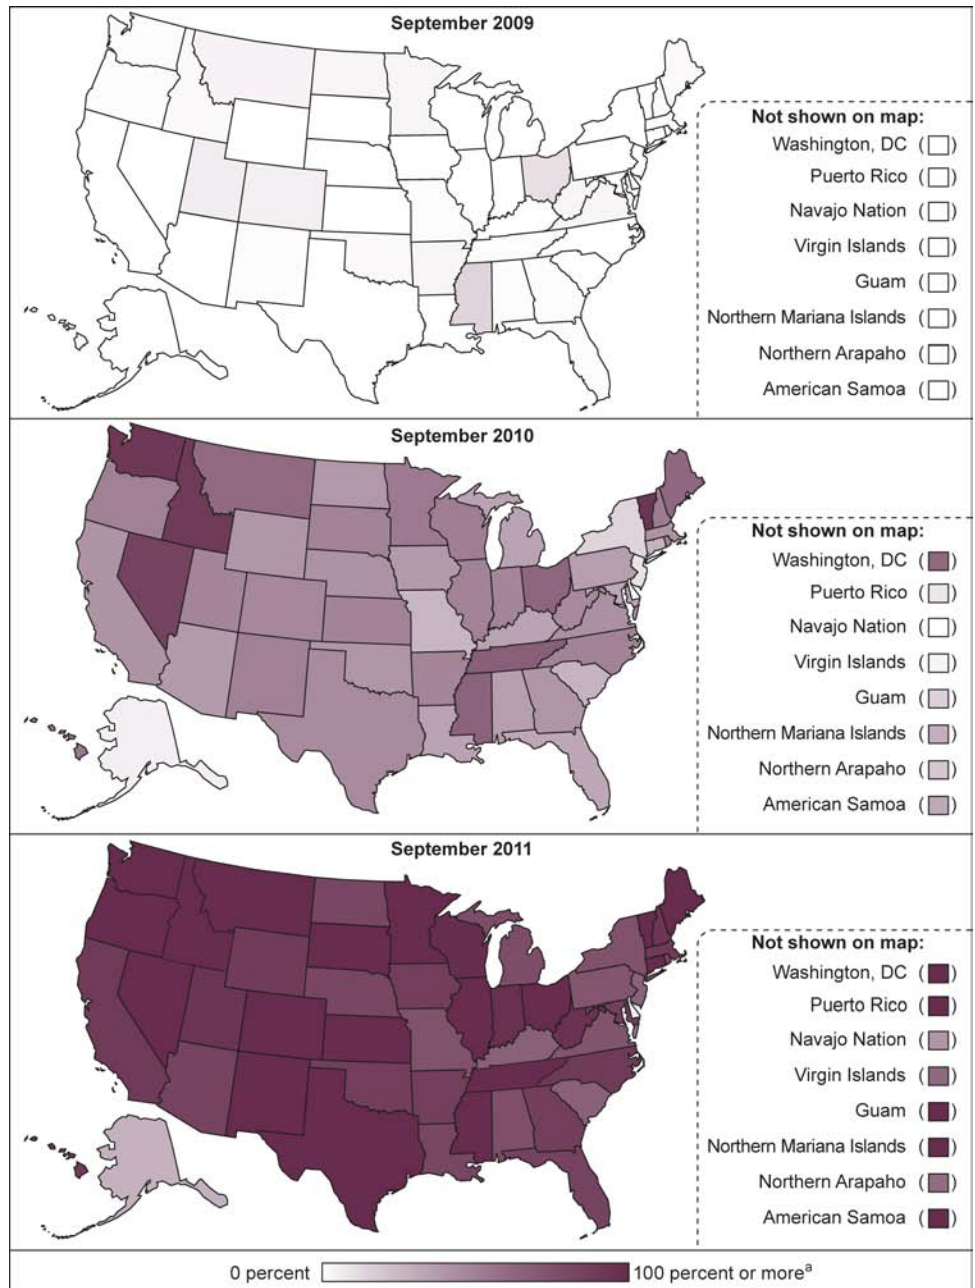 September 2009
Not shown on map:
Washington, DC ( )
Puerto Rico ( )
Navajo Nation ( )
Virgin Islands ( )
Guam ( )
Northern Mariana Islands ( )
Northern Arapaho ( )
American Samoa ( )
September 2010
Not shown on map:
Washington, DC ( )
Puerto Rico ( )
Navajo Nation ( )
Virgin Islands ( )
Guam ( )
Northern Mariana Islands ( )
Northern Arapaho ( )
American Samoa ( )
September 2011
Not shown on map:
Washington, DC ( )
Puerto Rico ( )
Navajo Nation ( )
Virgin Islands ( )
Guam ( )
Northern Mariana Islands ( )
Northern Arapaho ( )
American Samoa ( )
0 percent 100 percent or moreᵃ